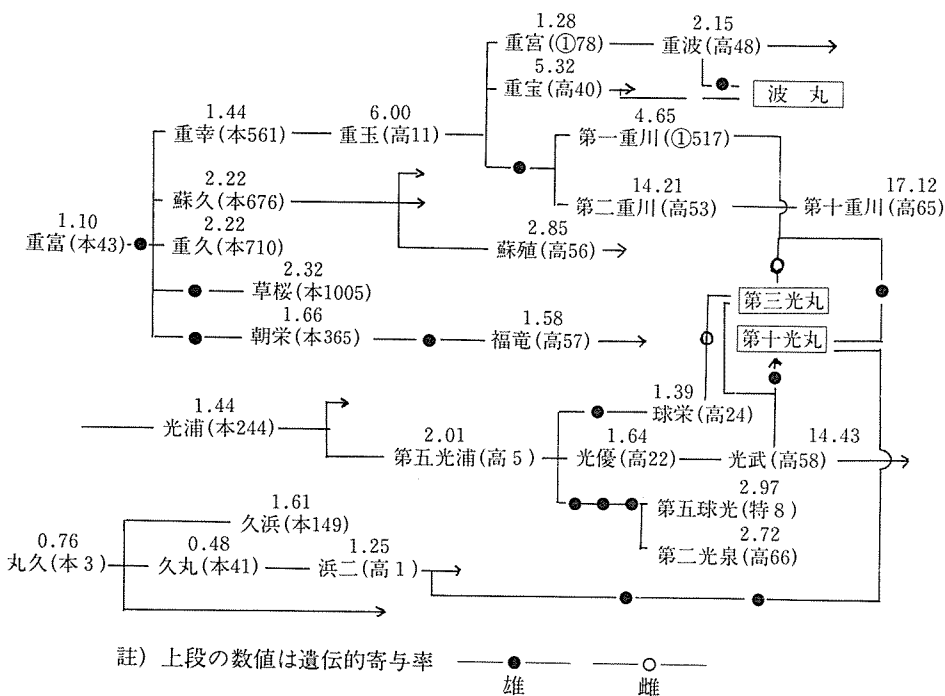 1.28 2.15
重宮(①78) 重波(高48)
5.32
重宝(高40) 波 丸
1.44 6.00 4.65
重幸(本561) 重玉(高11) 第一重川(①517)
2.22 14.21 17.12
蘇久(本676) 第二重川(高53) 第十重川(高65)
1.10 2.22 2.85
重富(本43) 重久(本710) 蘇殖(高56)
2.32
草桜(本1005) 第三光丸
1.66 1.58
朝栄(本365) 福竜(高57) 第十光丸
1.44 1.39
光浦(本244) 球栄(高24)
2.01 1.64 14.43
第五光浦(高5) 光優(高22) 光武(高58)
1.61 2.97
久浜(本149) 第五球光(特8)
0.76 0.48 1.25 2.72
丸久(本3) 久丸(本41) 浜二(高1) 第二光泉(高66)
註) 上段の数値は遺伝的寄与率
雄 雌